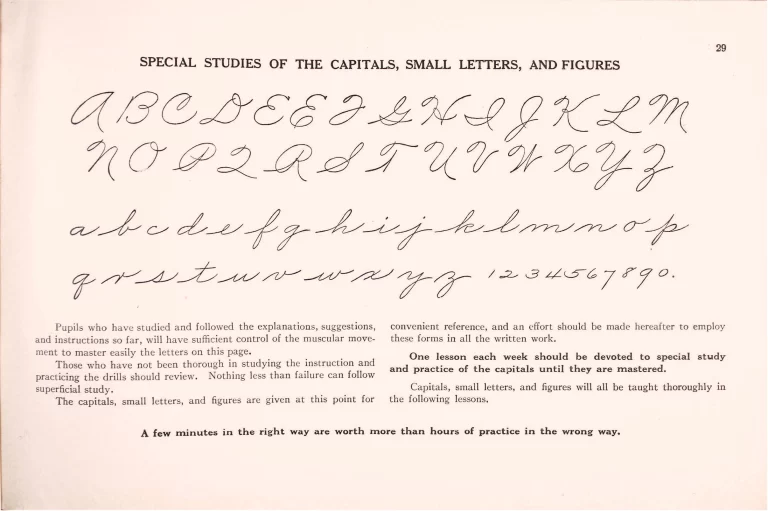 29
SPECIAL STUDIES OF THE CAPITALS, SMALL LETTERS, AND FIGURES
A B C D E E F G H I J K L M
N O P Q R S T U V W X Y Z
a b c d e f g h i j k l m n o p
q r s t u v w x y z 1 2 3 4 5 6 7 8 9 0.
Pupils who have studied and followed the explanations, suggestions,
and instructions so far, will have sufficient control of the muscular move-
ment to master easily the letters on this page.
Those who have not been thorough in studying the instruction and
practicing the drills should review. Nothing less than failure can follow
superficial study.
The capitals, small letters, and figures are given at this point for
convenient reference, and an effort should be made hereafter to employ
these forms in all the written work.
One lesson each week should be devoted to special study
and practice of the capitals until they are mastered.
Capitals, small letters, and figures will all be taught thoroughly in
the following lessons.
A few minutes in the right way are worth more than hours of practice in the wrong way.